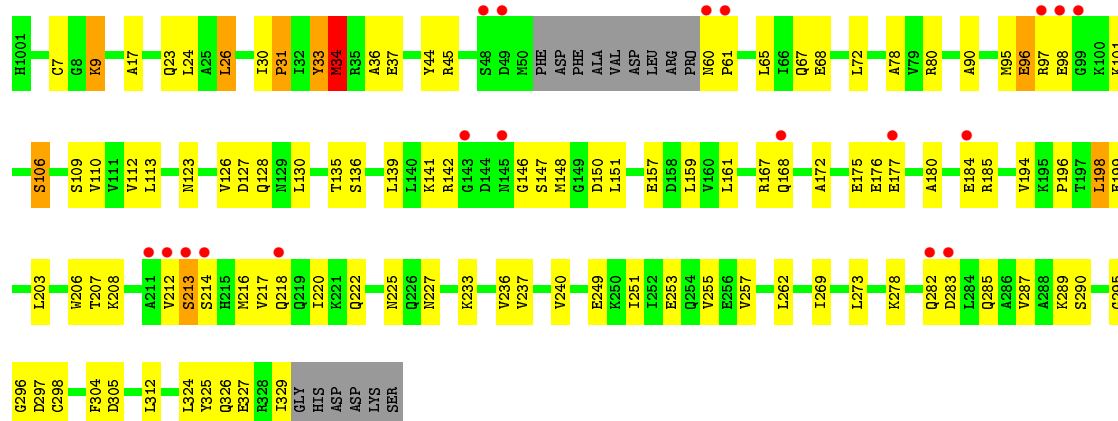 H1001 C7 G8 K9 A17 Q23 L24 A25 L26 I30 P31 I32 Y33 M34 R35 A36 E37 Y44 R45 S48 D49 M50 PHE ASP PHE ALA VAL ASP LEU ARG PRO N60 P61 L65 I66 Q67 E68 L72 A78 V79 R80 A90 M95 E96 R97 E98 G99 K100 K101
S106 S109 V110 V111 V112 L113 N123 V126 D127 Q128 N129 L130 T135 S136 L139 L140 K141 R142 G143 D144 N145 G146 S147 M148 G149 D150 L151 E157 D158 L159 V160 L161 R167 Q168 A172 E175 E176 E177 A180 E184 R185 V194 K195 P196 T197 L198 E199
L203 W206 T207 K208 A211 V212 S213 S214 H215 M216 V217 Q218 Q219 I220 K221 Q222 N225 Q226 N227 K233 V236 V237 V240 E249 K250 I251 I252 E253 Q254 V255 E256 V257 L262 I269 L273 K278 Q282 D283 L284 Q285 A286 V287 A288 K289 S290 G295
G296 D297 C298 F304 D305 L312 L324 Y325 Q326 E327 R328 I329 GLY HIS ASP ASP LYS SER